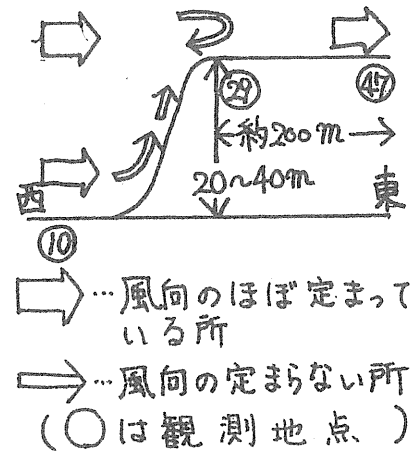 29
47
約200m
20~40m
西
東
10
…風向のほぼ定まって
いる所
…風向の定まらない所
(○は観測地点)